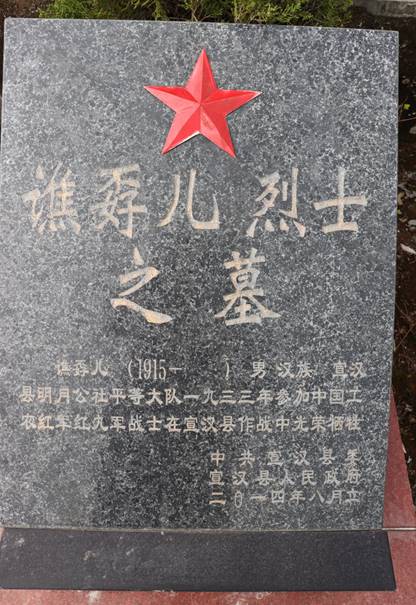 谯孬儿 烈士
之墓
谯孬儿 (1915— ) 男 汉族 宣汉
县明月公社平等大队一九三三年参加中国工
农红军红九军战士在宣汉县作战中光荣牺牲
中共宣汉县委
宣汉县人民政府
二0一四年八月立